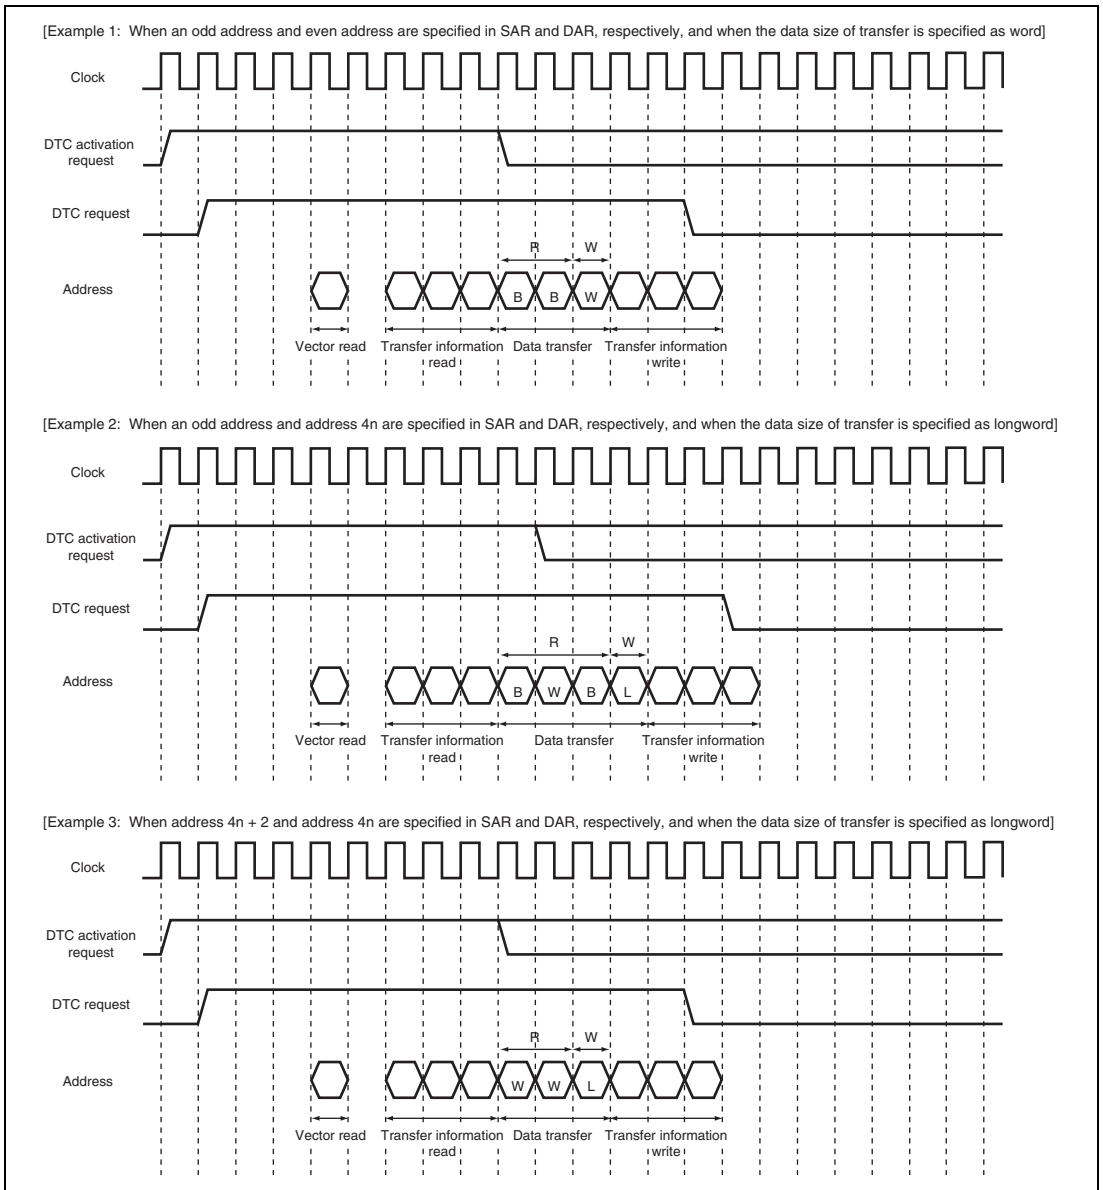 [Example 1: When an odd address and even address are specified in SAR and DAR, respectively, and when the data size of transfer is specified as word]
Clock
DTC activation
request
DTC request
R W
Address
B B W
Vector read Transfer information Data transfer Transfer information
read write
[Example 2: When an odd address and address 4n are specified in SAR and DAR, respectively, and when the data size of transfer is specified as longword]
Clock
DTC activation
request
DTC request
R W
Address
B W B L
Vector read Transfer information Data transfer Transfer information
read write
[Example 3: When address 4n + 2 and address 4n are specified in SAR and DAR, respectively, and when the data size of transfer is specified as longword]
Clock
DTC activation
request
DTC request
R W
Address
W W L
Vector read Transfer information Data transfer Transfer information
read write